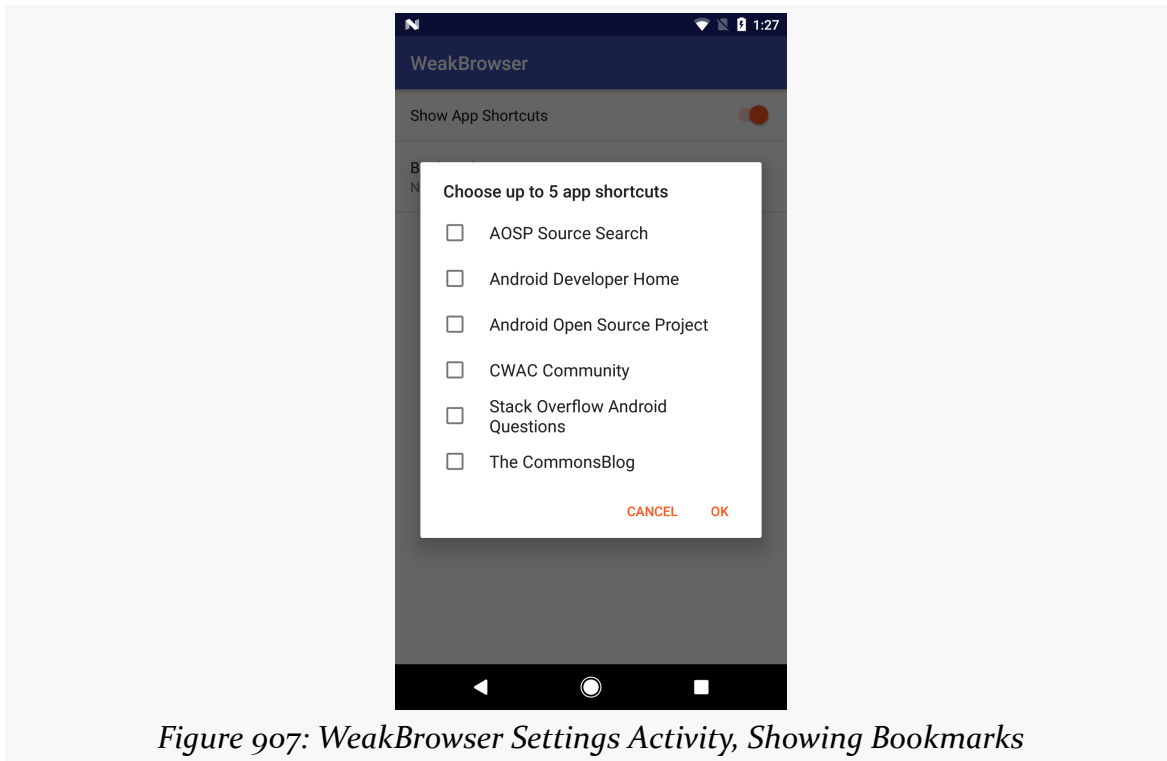 1:27
WeakBrowser
Show App Shortcuts
B
N
Choose up to 5 app shortcuts
AOSP Source Search
Android Developer Home
Android Open Source Project
CWAC Community
Stack Overflow Android
Questions
The CommonsBlog
CANCEL OK
Figure 907: WeakBrowser Settings Activity, Showing Bookmarks